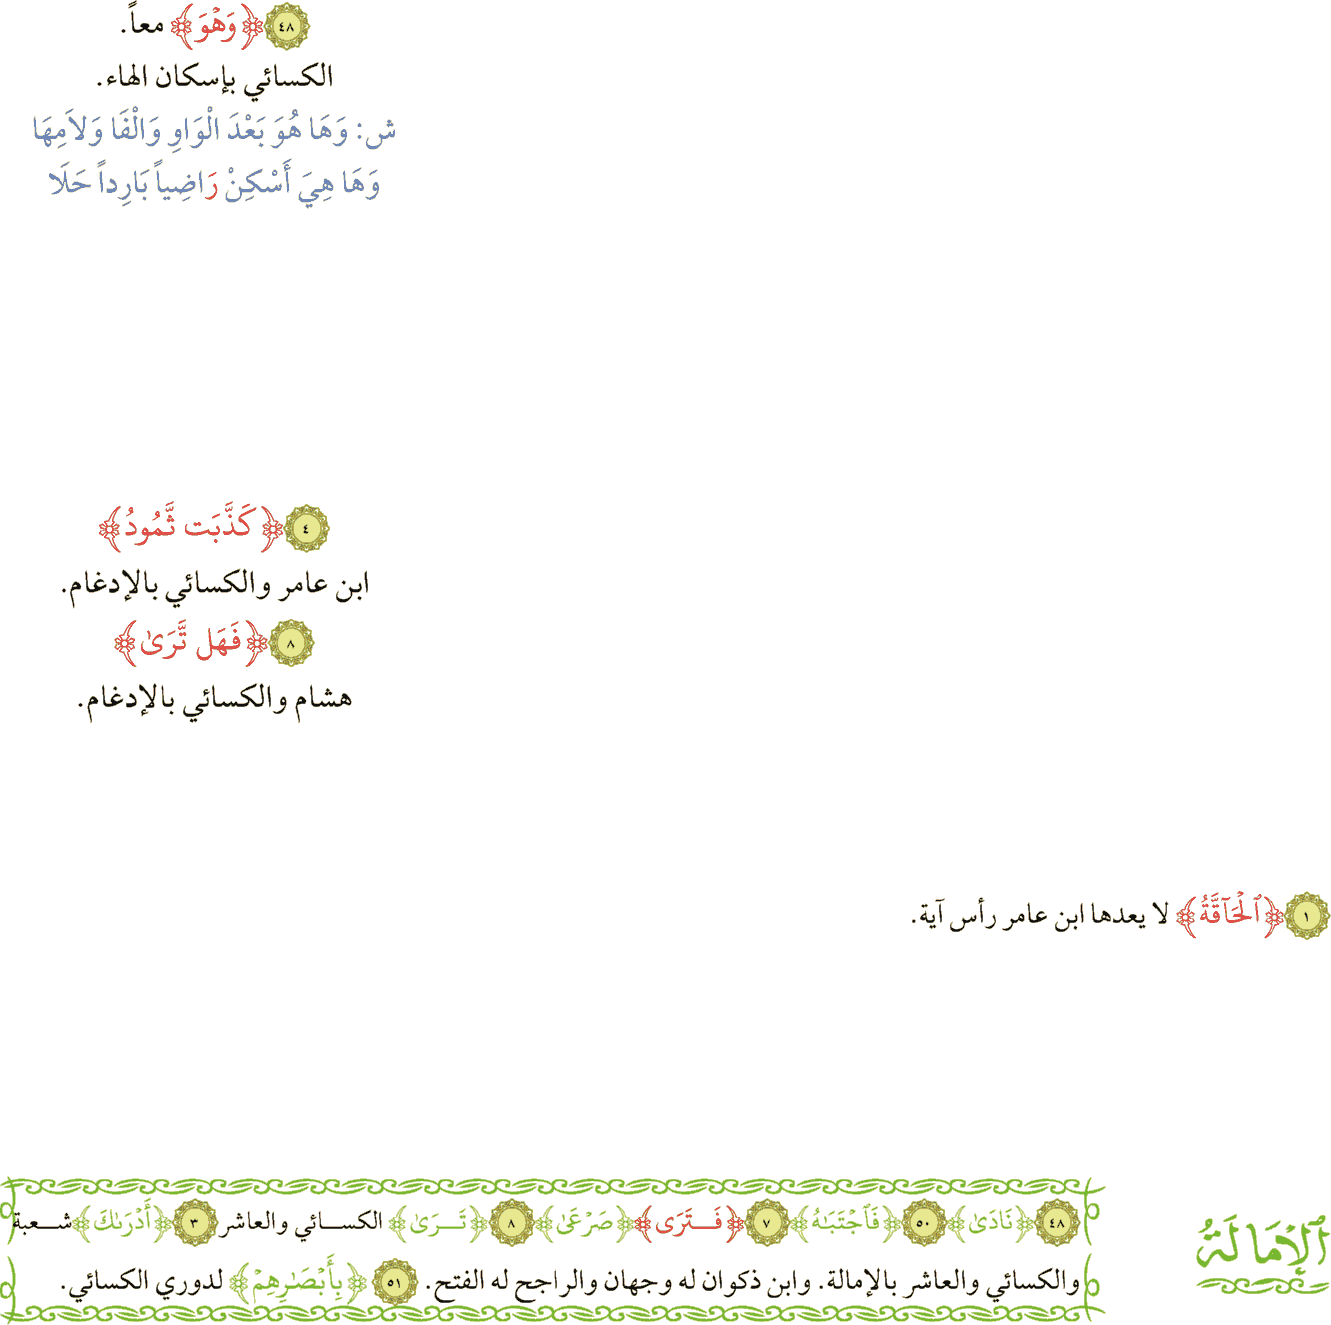 ٤٨ ﴿وَهْوَ﴾ معاً.
الكسائي بإسكان الهاء.
ش: وَهَا هُوَ بَعْدَ الْوَاوِ وَالْفَا وَلاَمِهَا
وَهَا هِيَ أَسْكِنْ رَاضِياً بَارِداً حَلَا
٤ ﴿كَذَّبَت ثَّمُودُ﴾
ابن عامر والكسائي بالإدغام.
٨ ﴿فَهَل تَّرَىٰ﴾
هشام والكسائي بالإدغام.
١ ﴿ٱلْحَآقَّةُ﴾ لا يعدها ابن عامر رأس آية.
ٱلْإِمَالَةُ
٤٨ ﴿نَادَىٰ﴾ ٥٠ ﴿فَٱجْتَبَٰهُ﴾ ٧ ﴿فَتَرَى﴾ ﴿صَرْعَىٰ﴾ ٨ ﴿تَرَىٰ﴾ الكسائي والعاشر ٣ ﴿أَدْرَىٰكَ﴾ شعبة
والكسائي والعاشر بالإمالة. وابن ذكوان له وجهان والراجح له الفتح. ٥١ ﴿بِأَبْصَٰرِهِمْ﴾ لدوري الكسائي.